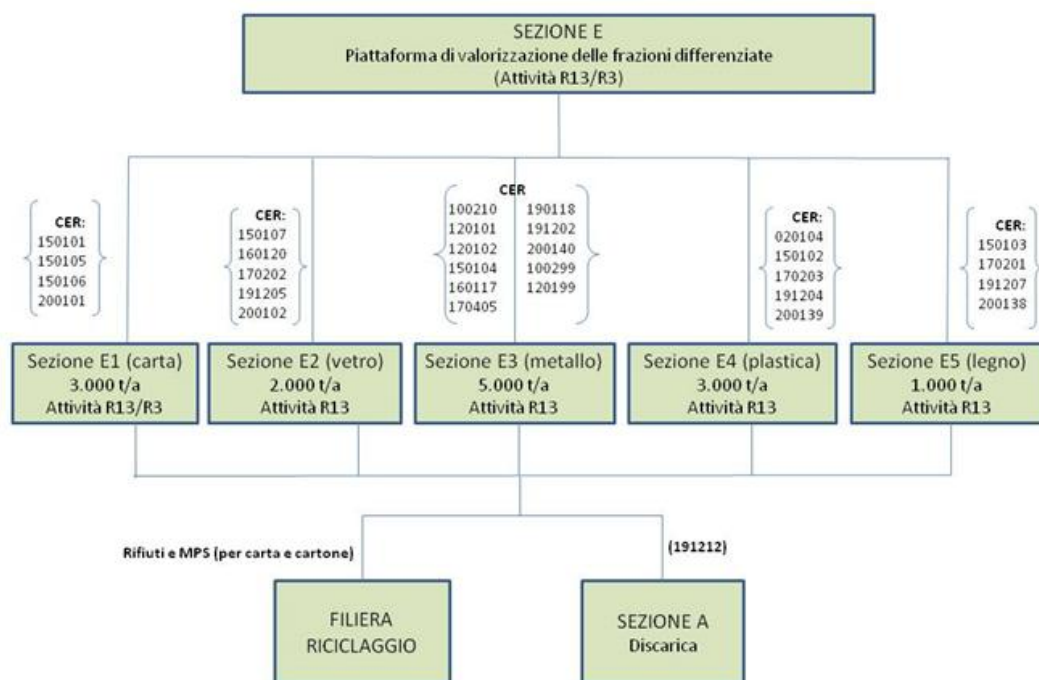 SEZIONE E
Piattaforma di valorizzazione delle frazioni differenziate
(Attività R13/R3)
CER:
150101
150105
150106
200101
CER:
150107
160120
170202
191205
200102
CER
100210 190118
120101 191202
120102 200140
150104 100299
160117 120199
170405
CER:
020104
150102
170203
191204
200139
CER:
150103
170201
191207
200138
Sezione E1 (carta)
3.000 t/a
Attività R13/R3
Sezione E2 (vetro)
2.000 t/a
Attività R13
Sezione E3 (metallo)
5.000 t/a
Attività R13
Sezione E4 (plastica)
3.000 t/a
Attività R13
Sezione E5 (legno)
1.000 t/a
Attività R13
Rifiuti e MPS (per carta e cartone)
(191212)
FILIERA
RICICLAGGIO
SEZIONE A
Discarica